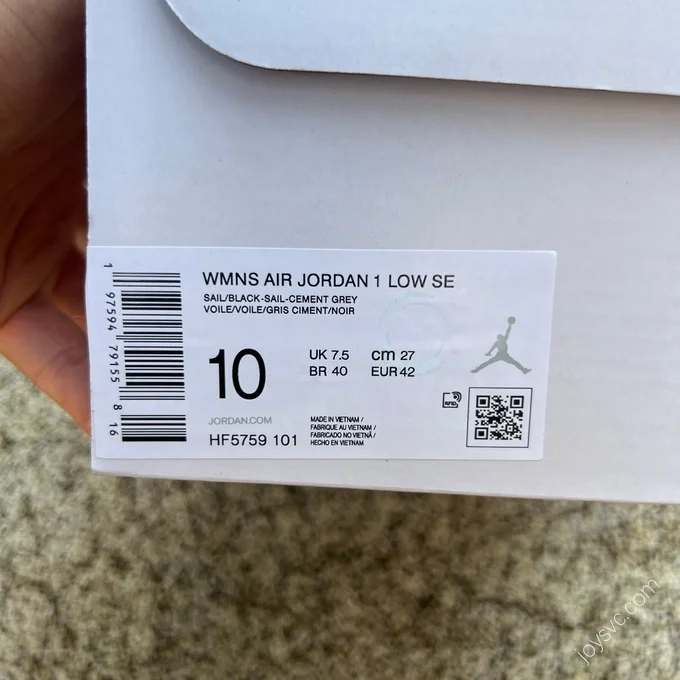 WMNS AIR JORDAN 1 LOW SE
SAIL/BLACK-SAIL-CEMENT GREY
VOILE/VOILE/GRIS CIMENT/NOIR
10
UK 7.5 cm 27
BR 40 EUR 42
JORDAN.COM
HF5759 101
MADE IN VIETNAM /
FABRIQUE AU VIETNAM /
FABRICADO NO VIETNÃ /
HECHO EN VIETNAM
RFID
1 97594 79155 8 16
joysvc.com